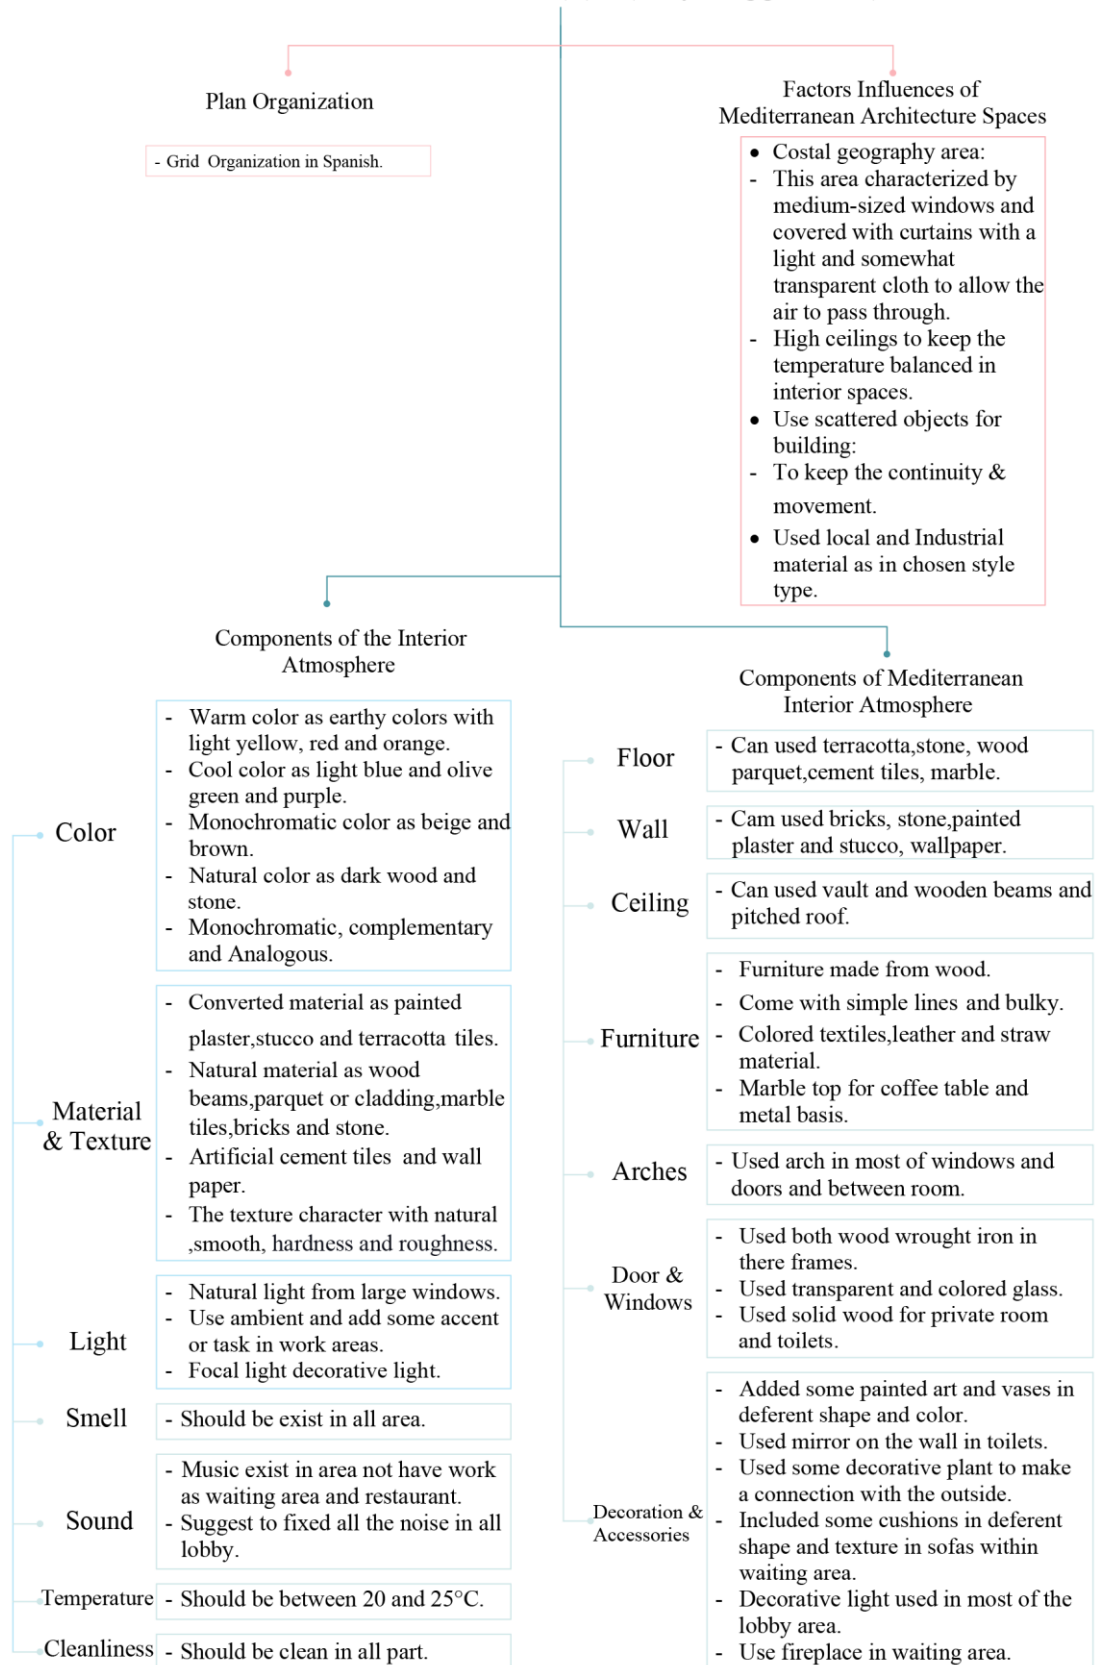 Plan Organization
- Grid Organization in Spanish.
Factors Influences of
Mediterranean Architecture Spaces
• Costal geography area:
- This area characterized by
medium-sized windows and
covered with curtains with a
light and somewhat
transparent cloth to allow the
air to pass through.
- High ceilings to keep the
temperature balanced in
interior spaces.
• Use scattered objects for
building:
- To keep the continuity &
movement.
• Used local and Industrial
material as in chosen style
type.
Components of the Interior
Atmosphere
Color
- Warm color as earthy colors with
light yellow, red and orange.
- Cool color as light blue and olive
green and purple.
- Monochromatic color as beige and
brown.
- Natural color as dark wood and
stone.
- Monochromatic, complementary
and Analogous.
Material
& Texture
- Converted material as painted
plaster,stucco and terracotta tiles.
- Natural material as wood
beams,parquet or cladding,marble
tiles,bricks and stone.
- Artificial cement tiles and wall
paper.
- The texture character with natural
,smooth, hardness and roughness.
Light
- Natural light from large windows.
- Use ambient and add some accent
or task in work areas.
- Focal light decorative light.
Smell
- Should be exist in all area.
Sound
- Music exist in area not have work
as waiting area and restaurant.
- Suggest to fixed all the noise in all
lobby.
Temperature
- Should be between 20 and 25°C.
Cleanliness
- Should be clean in all part.
Components of Mediterranean
Interior Atmosphere
Floor
- Can used terracotta,stone, wood
parquet,cement tiles, marble.
Wall
- Cam used bricks, stone,painted
plaster and stucco, wallpaper.
Ceiling
- Can used vault and wooden beams and
pitched roof.
Furniture
- Furniture made from wood.
- Come with simple lines and bulky.
- Colored textiles,leather and straw
material.
- Marble top for coffee table and
metal basis.
Arches
- Used arch in most of windows and
doors and between room.
Door &
Windows
- Used both wood wrought iron in
there frames.
- Used transparent and colored glass.
- Used solid wood for private room
and toilets.
Decoration &
Accessories
- Added some painted art and vases in
deferent shape and color.
- Used mirror on the wall in toilets.
- Used some decorative plant to make
a connection with the outside.
- Included some cushions in deferent
shape and texture in sofas within
waiting area.
- Decorative light used in most of the
lobby area.
- Use fireplace in waiting area.